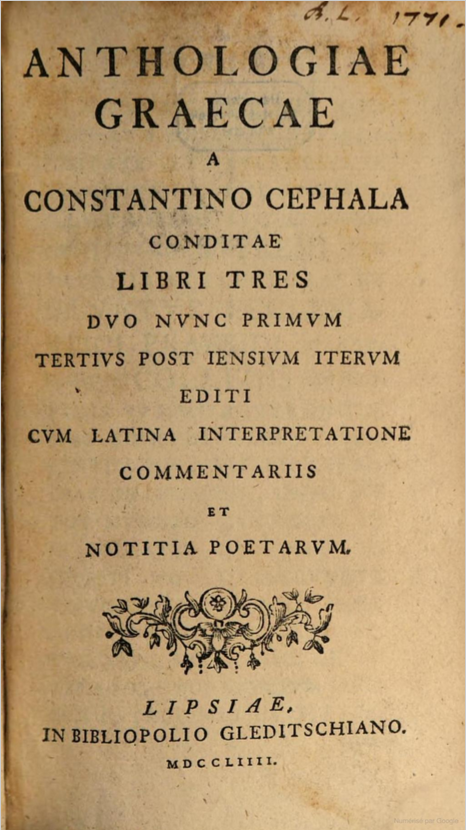 B. L. 1771.
ANTHOLOGIAE
GRAECAE
A
CONSTANTINO CEPHALA
CONDITAE
LIBRI TRES
DVO NVNC PRIMVM
TERTIVS POST IENSIVM ITERVM
EDITI
CVM LATINA INTERPRETATIONE
COMMENTARIIS
ET
NOTITIA POETARVM.
LIPSIAE,
IN BIBLIOPOLIO GLEDITSCHIANO.
MDCCLIIII.